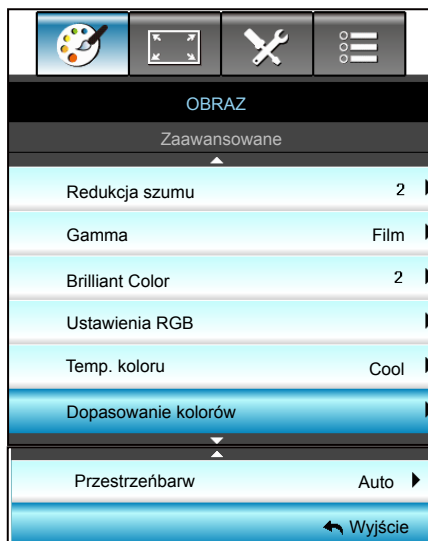 OBRAZ
Zaawansowane
Redukcja szumu 2
Gamma Film
Brilliant Color 2
Ustawienia RGB
Temp. koloru Cool
Dopasowanie kolorów
Przestrzeńbarw Auto
Wyjście